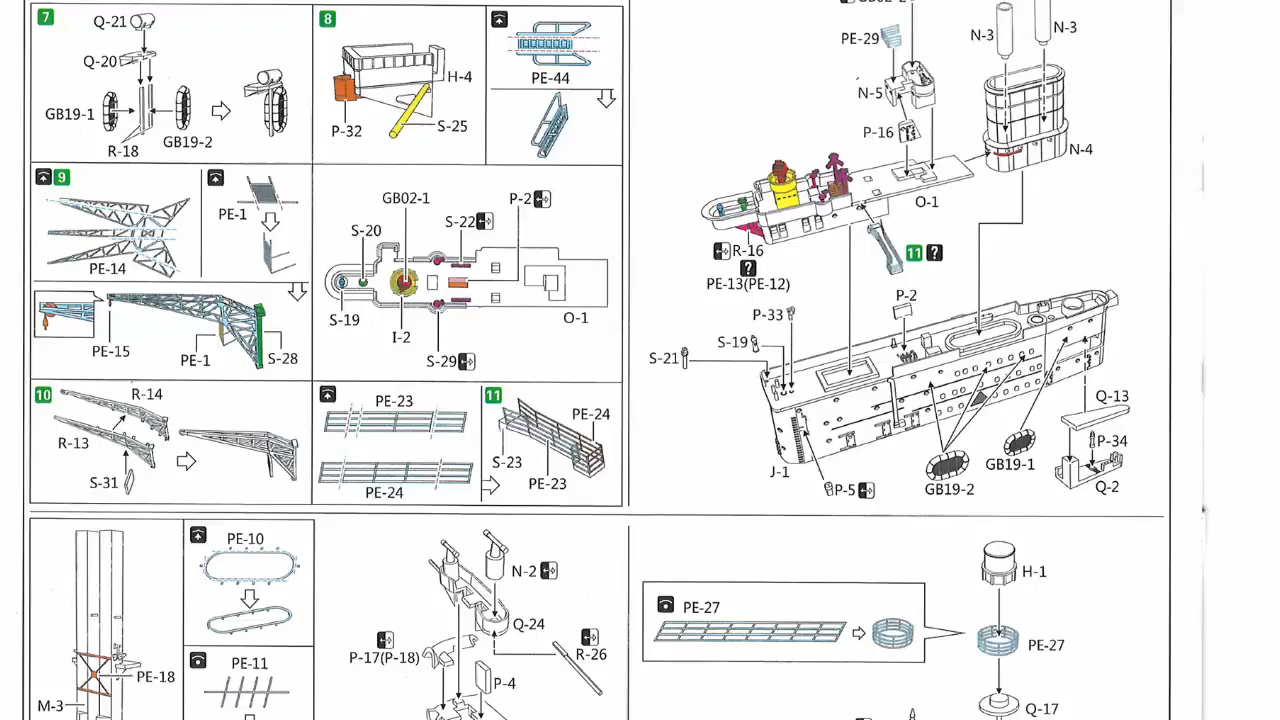 7
Q-21
Q-20
GB19-1
GB19-2
R-18
8
H-4
P-32
S-25
PE-44
9
PE-14
PE-1
PE-15
PE-1
S-28
GB02-1
P-2
S-22
S-20
S-19
I-2
S-29
O-1
10
R-14
R-13
S-31
PE-23
PE-24
11
PE-24
S-23
PE-23
PE-29
N-3
N-3
N-5
P-16
N-4
O-1
R-16
?
PE-13(PE-12)
11 ?
P-2
P-33
S-19
S-21
Q-13
P-34
GB19-1
GB19-2
Q-2
J-1
P-5
PE-18
M-3
PE-10
PE-11
N-2
Q-24
P-17(P-18)
R-26
P-4
PE-27
H-1
PE-27
Q-17